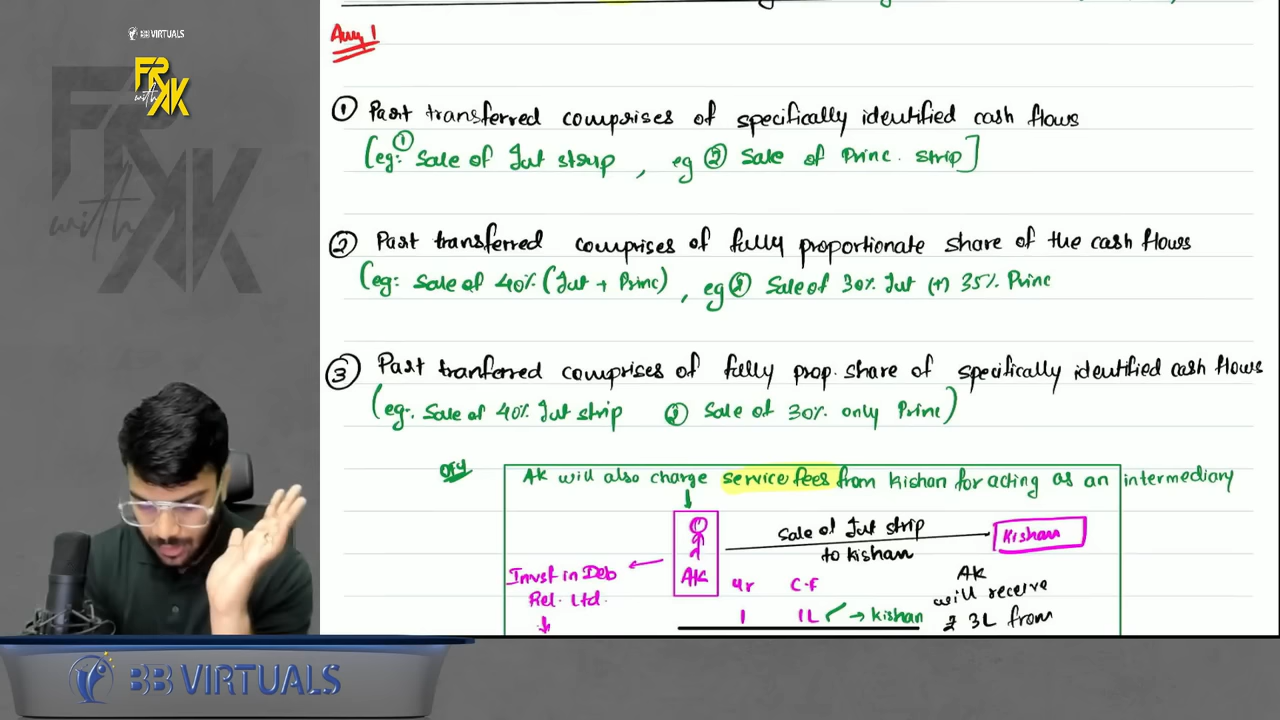 BB VIRTUALS
FR
with AK
FR
with AK
Any 1
① Part transferred comprises of specifically identified cash flows
(eg: ① Sale of Int strip , eg ② Sale of Princ. strip]
② Part transferred comprises of fully proportionate share of the cash flows
(eg: Sale of 40% (Int + Princ) , eg ② Sale of 30% Int (+) 35% Princ
③ Part tranferred comprises of fully prop. share of specifically identified cash flows
(eg:. Sale of 40% Int strip ② Sale of 30% only Princ)
AK will also charge service fees from Kishan for acting as an intermediary
Sale of Int strip
to Kishan
Kishan
AK
Invst in Deb
Rel. Ltd.
Yr C.F
1 1L → Kishan
AK
will receive
₹ 3L from
BB VIRTUALS